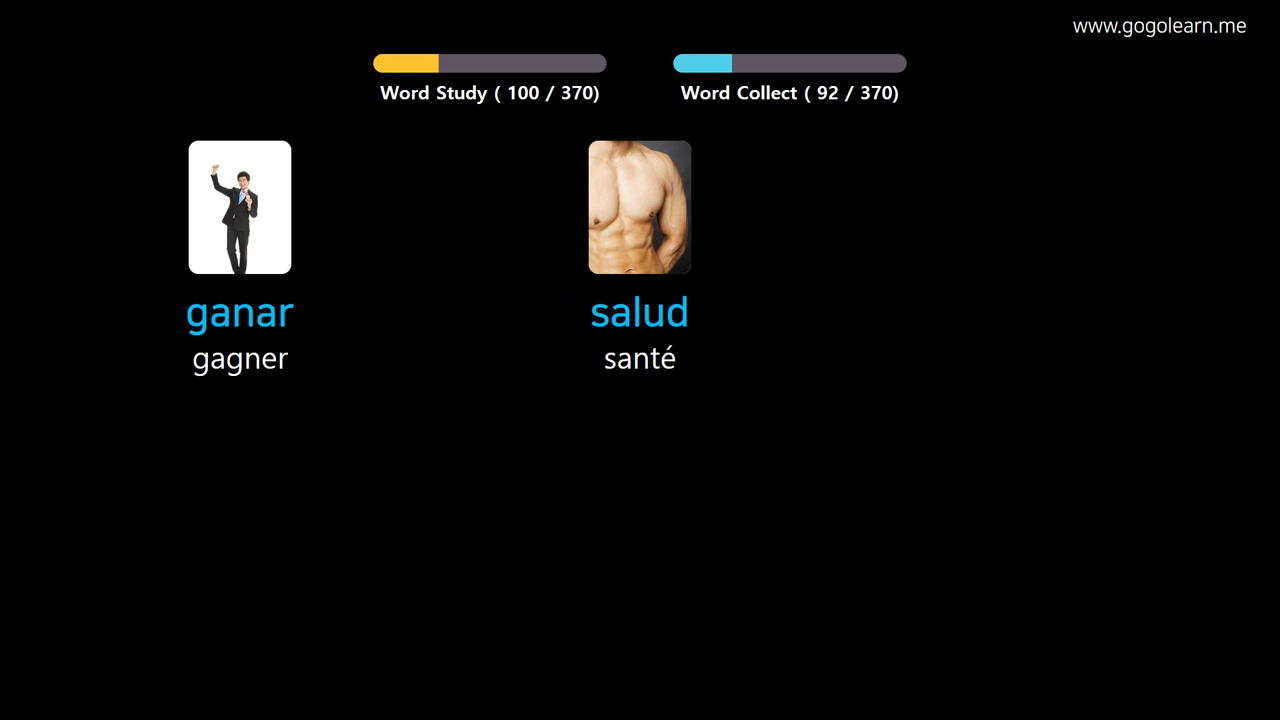 www.gogolearn.me
Word Study ( 100 / 370)
Word Collect ( 92 / 370)
ganar
gagner
salud
santé